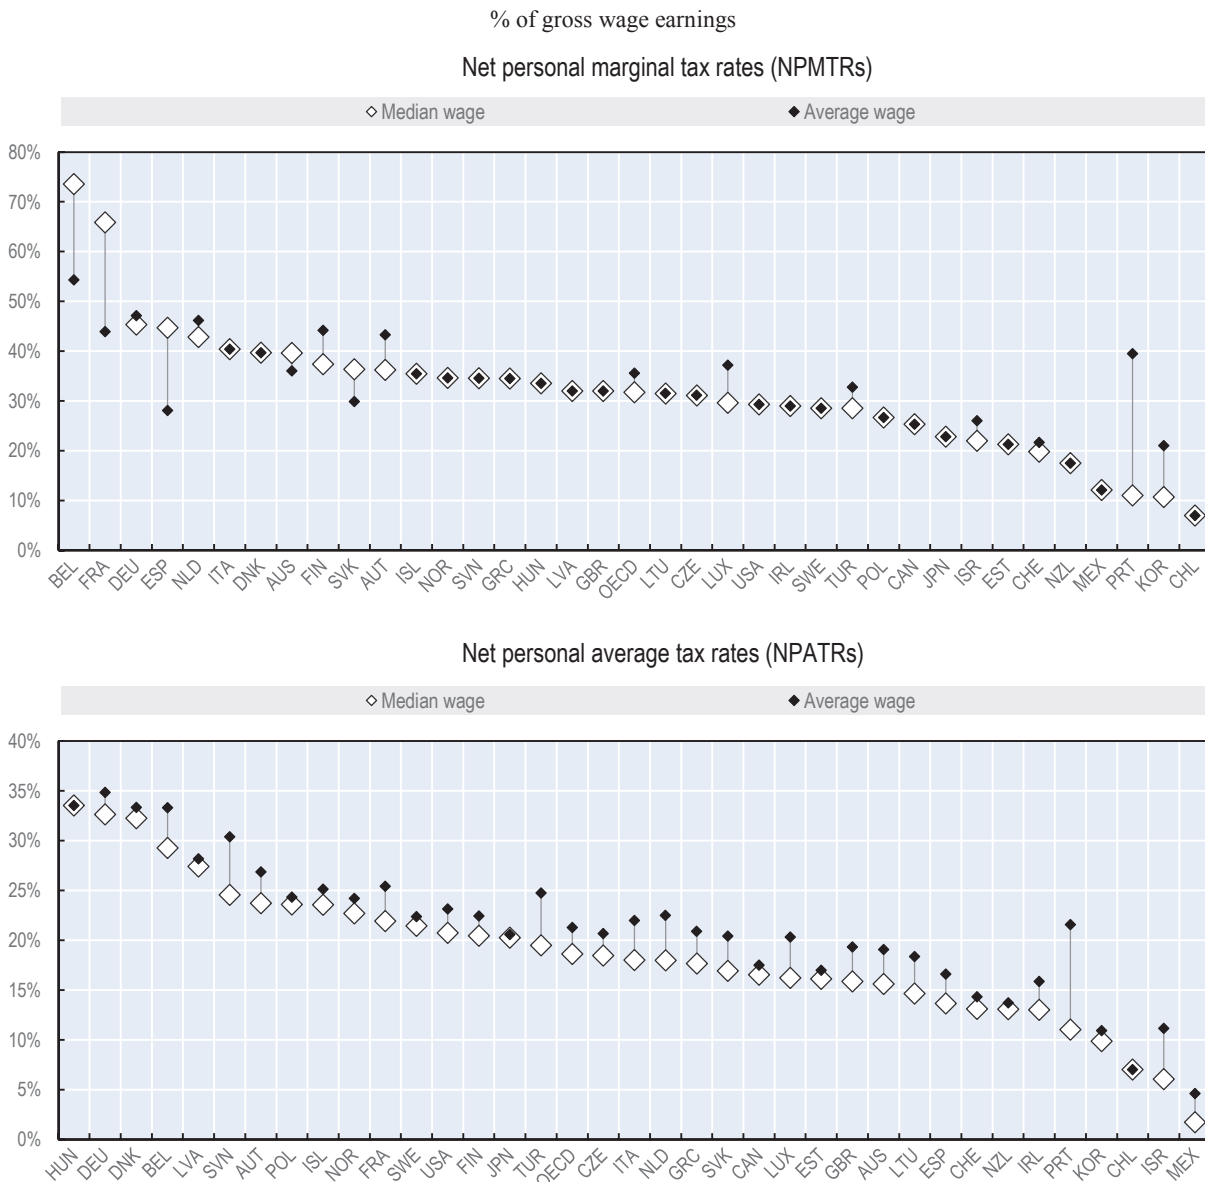 % of gross wage earnings
Net personal marginal tax rates (NPMTRs)
Median wage Average wage
80%
70%
60%
50%
40%
30%
20%
10%
0%
BEL FRA DEU ESP NLD ITA DNK AUS FIN SVK AUT ISL NOR SVN GRC HUN LVA GBR OECD LTU CZE LUX USA IRL SWE TUR POL CAN JPN ISR EST CHE NZL MEX PRT KOR CHL
Net personal average tax rates (NPATRs)
Median wage Average wage
40%
35%
30%
25%
20%
15%
10%
5%
0%
HUN DEU DNK BEL LVA SVN AUT POL ISL NOR FRA SWE USA FIN JPN TUR OECD CZE ITA NLD GRC SVK CAN LUX EST GBR AUS LTU ESP CHE NZL IRL PRT KOR CHL ISR MEX